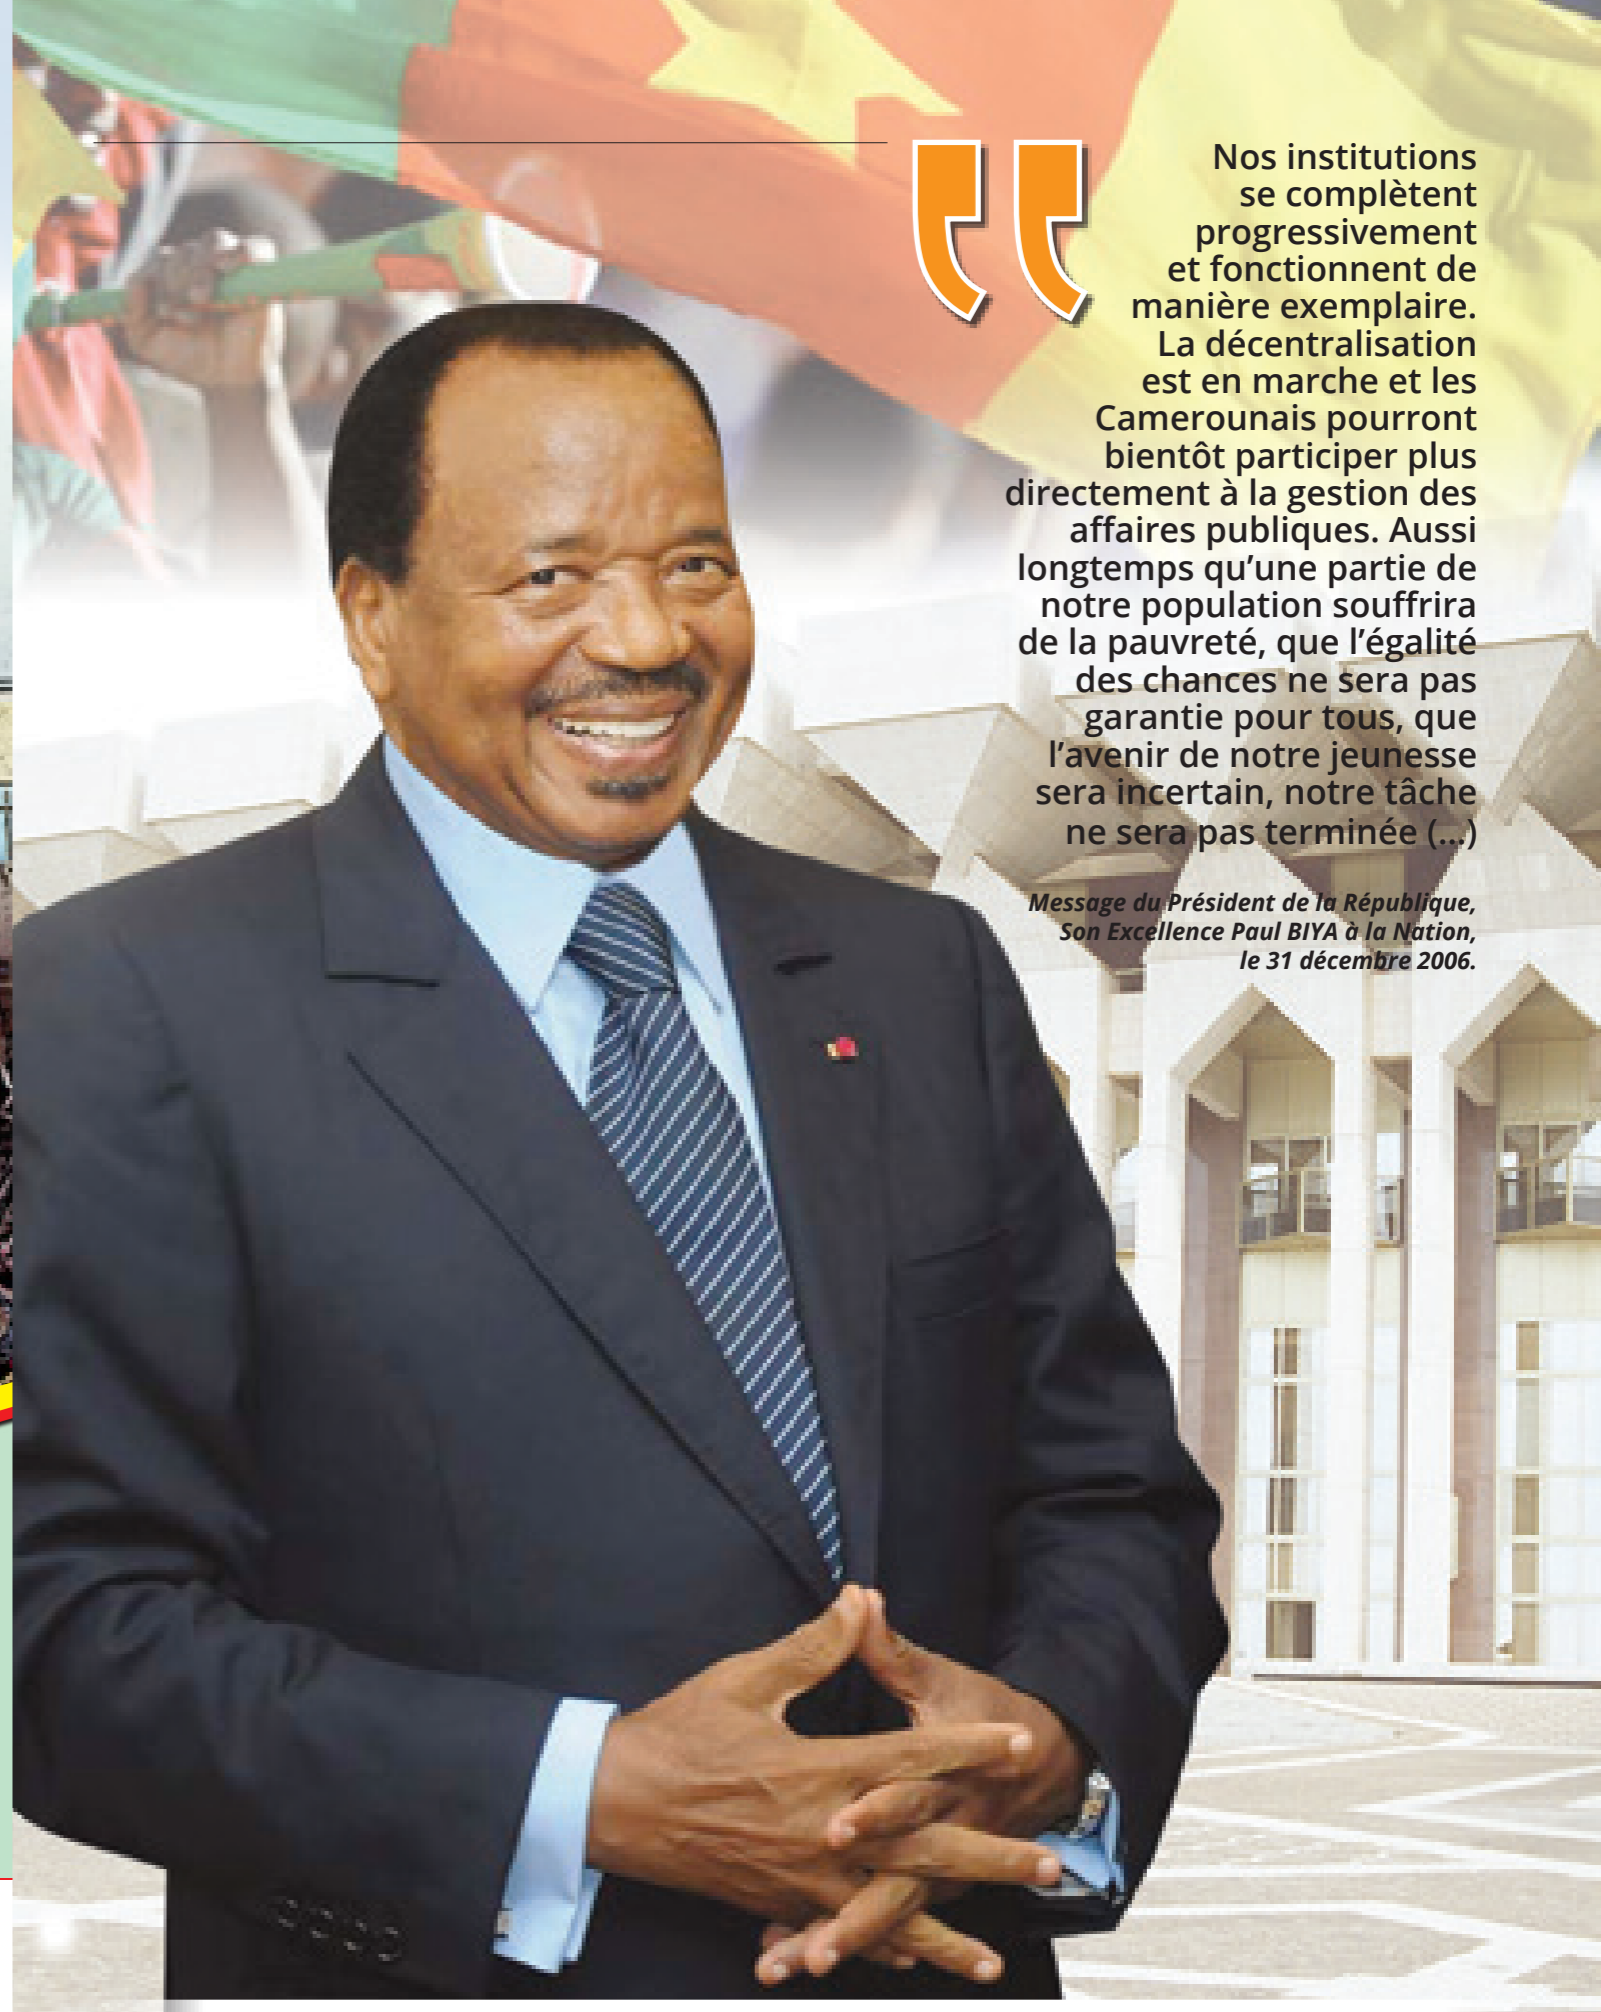 Nos institutions
se complètent
progressivement
et fonctionnent de
manière exemplaire.
La décentralisation
est en marche et les
Camerounais pourront
bientôt participer plus
directement à la gestion des
affaires publiques. Aussi
longtemps qu’une partie de
notre population souffrira
de la pauvreté, que l’égalité
des chances ne sera pas
garantie pour tous, que
l’avenir de notre jeunesse
sera incertain, notre tâche
ne sera pas terminée (...)
Message du Président de la République,
Son Excellence Paul BIYA à la Nation,
le 31 décembre 2006.